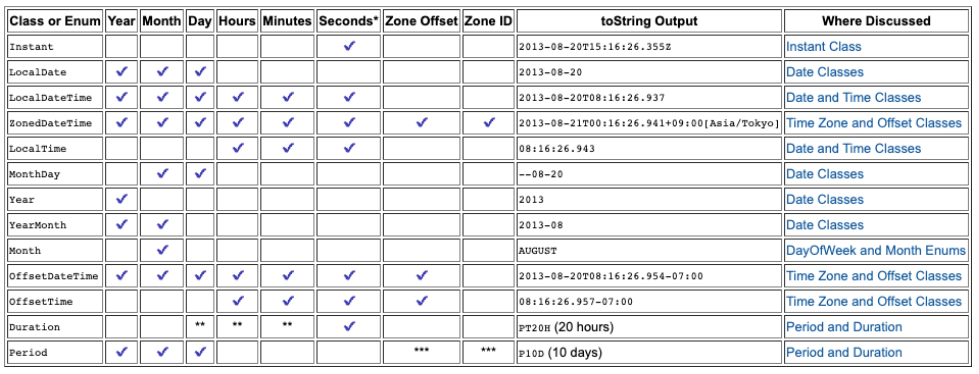 Class or Enum Year Month Day Hours Minutes Seconds* Zone Offset Zone ID toString Output Where Discussed
Instant ✓ 2013-08-20T15:16:26.355Z Instant Class
LocalDate ✓ ✓ ✓ 2013-08-20 Date Classes
LocalDateTime ✓ ✓ ✓ ✓ ✓ ✓ 2013-08-20T08:16:26.937 Date and Time Classes
ZonedDateTime ✓ ✓ ✓ ✓ ✓ ✓ ✓ ✓ 2013-08-21T00:16:26.941+09:00[Asia/Tokyo] Time Zone and Offset Classes
LocalTime ✓ ✓ ✓ 08:16:26.943 Date and Time Classes
MonthDay ✓ ✓ --08-20 Date Classes
Year ✓ 2013 Date Classes
YearMonth ✓ ✓ 2013-08 Date Classes
Month ✓ AUGUST DayOfWeek and Month Enums
OffsetDateTime ✓ ✓ ✓ ✓ ✓ ✓ ✓ 2013-08-20T08:16:26.954-07:00 Time Zone and Offset Classes
OffsetTime ✓ ✓ ✓ ✓ 08:16:26.957-07:00 Time Zone and Offset Classes
Duration ** ** ** ✓ PT20H (20 hours) Period and Duration
Period ✓ ✓ ✓ *** *** P10D (10 days) Period and Duration